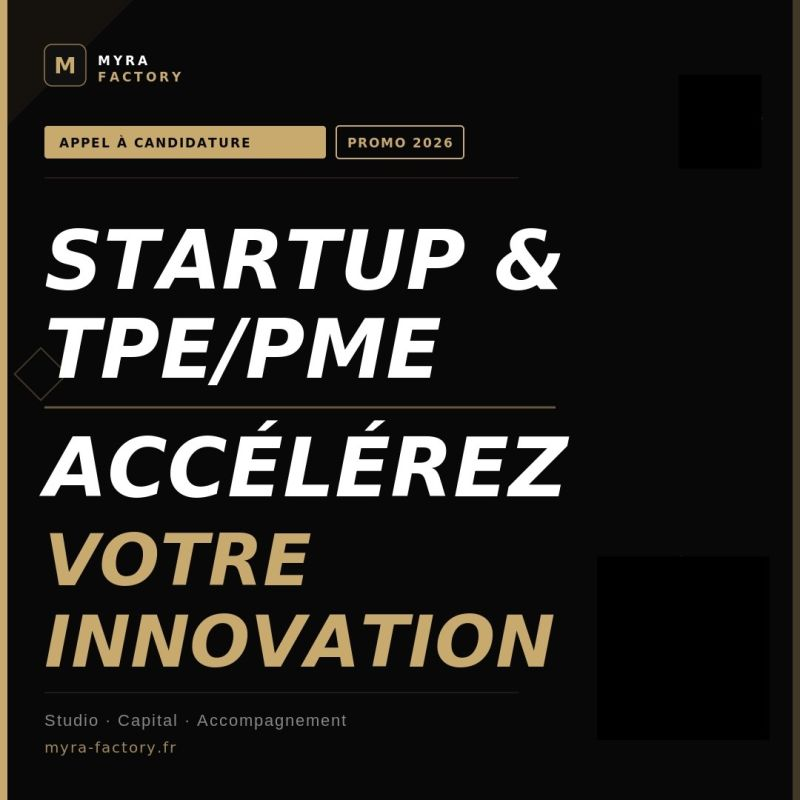 M
MYRA
FACTORY
APPEL À CANDIDATURE
PROMO 2026
STARTUP &
TPE/PME
ACCÉLÉREZ
VOTRE
INNOVATION
Studio · Capital · Accompagnement
myra-factory.fr